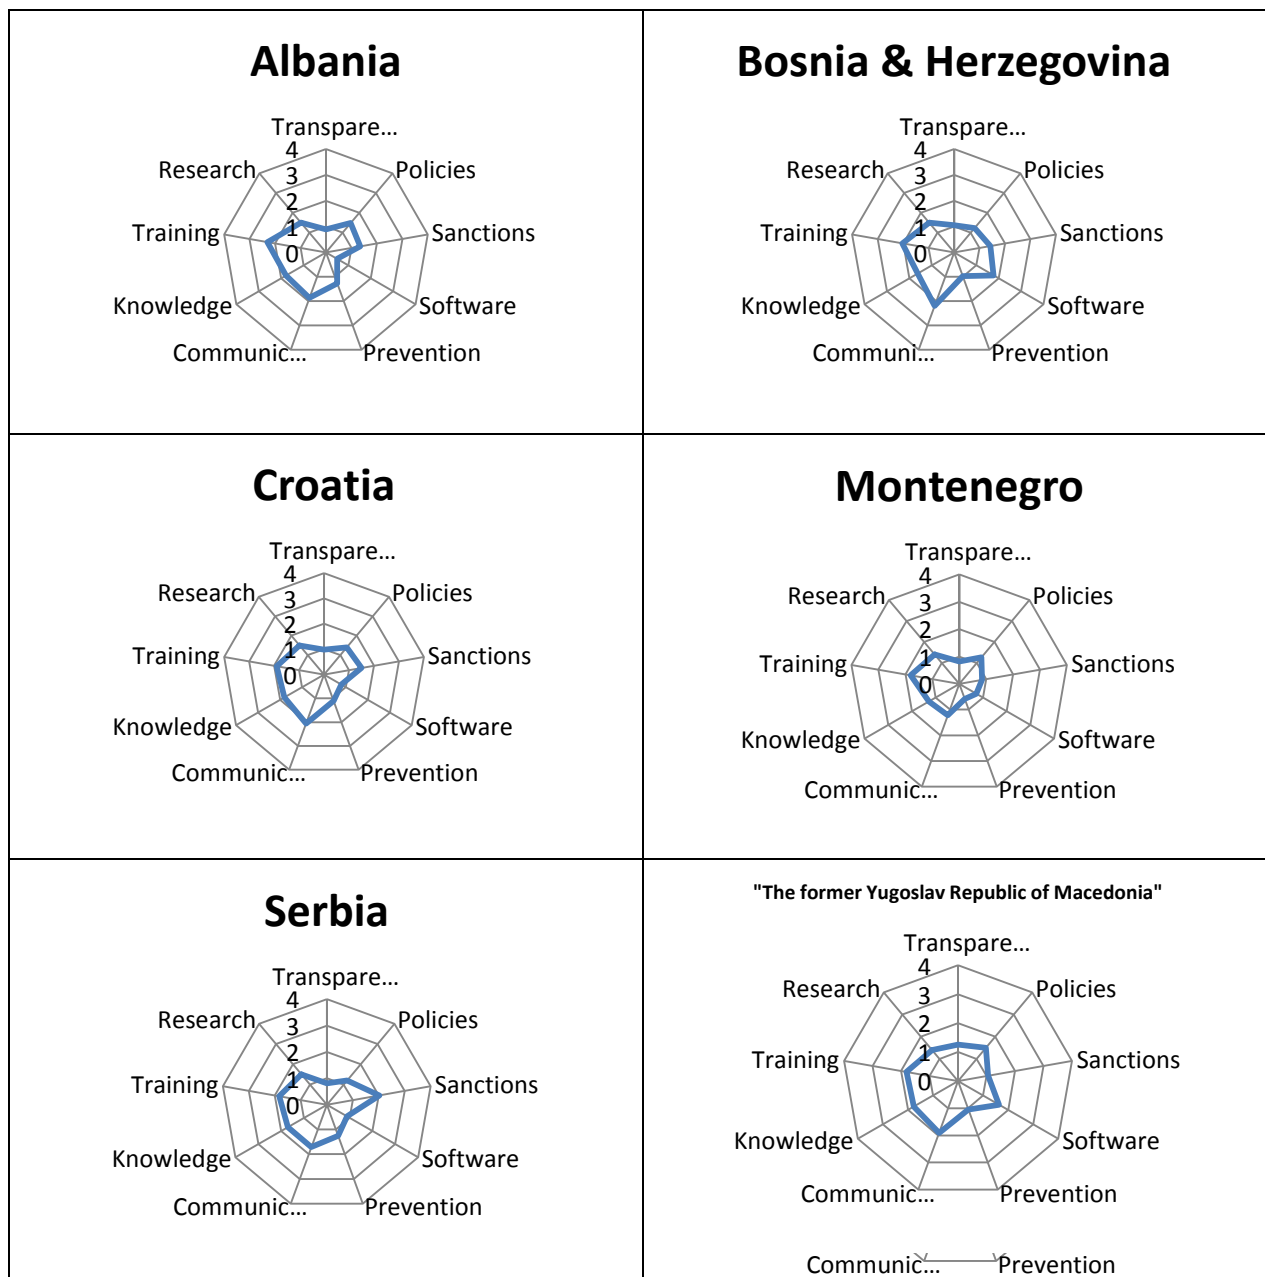 Albania
Transpare...
4
3
2
1
0
Research
Policies
Training
Sanctions
Knowledge
Software
Communic...
Prevention
Bosnia & Herzegovina
Transpare...
4
3
2
1
0
Research
Policies
Training
Sanctions
Knowledge
Software
Communi...
Prevention
Croatia
Transpare...
4
3
2
1
0
Research
Policies
Training
Sanctions
Knowledge
Software
Communic...
Prevention
Montenegro
Transpare...
4
3
2
1
0
Research
Policies
Training
Sanctions
Knowledge
Software
Communic...
Prevention
Serbia
Transpare...
4
3
2
1
0
Research
Policies
Training
Sanctions
Knowledge
Software
Communic...
Prevention
"The former Yugoslav Republic of Macedonia"
Transpare...
4
3
2
1
0
Research
Policies
Training
Sanctions
Knowledge
Software
Communic...
Prevention
Communic...
Prevention